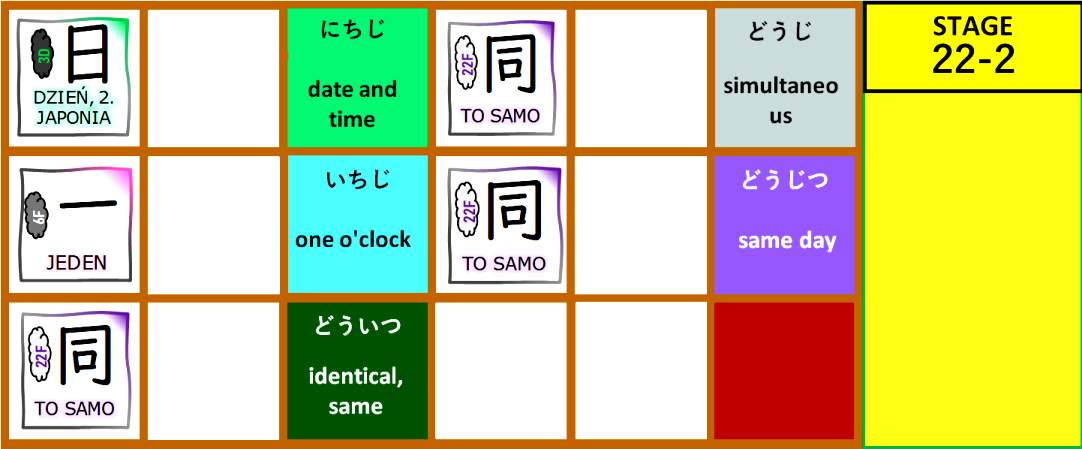 3D
日
DZIEŃ, 2.
JAPONIA
にちじ
date and
time
22F
同
TO SAMO
どうじ
simultaneo
us
STAGE
22-2
6F
一
JEDEN
いちじ
one o'clock
22F
同
TO SAMO
どうじつ
same day
22F
同
TO SAMO
どういつ
identical,
same